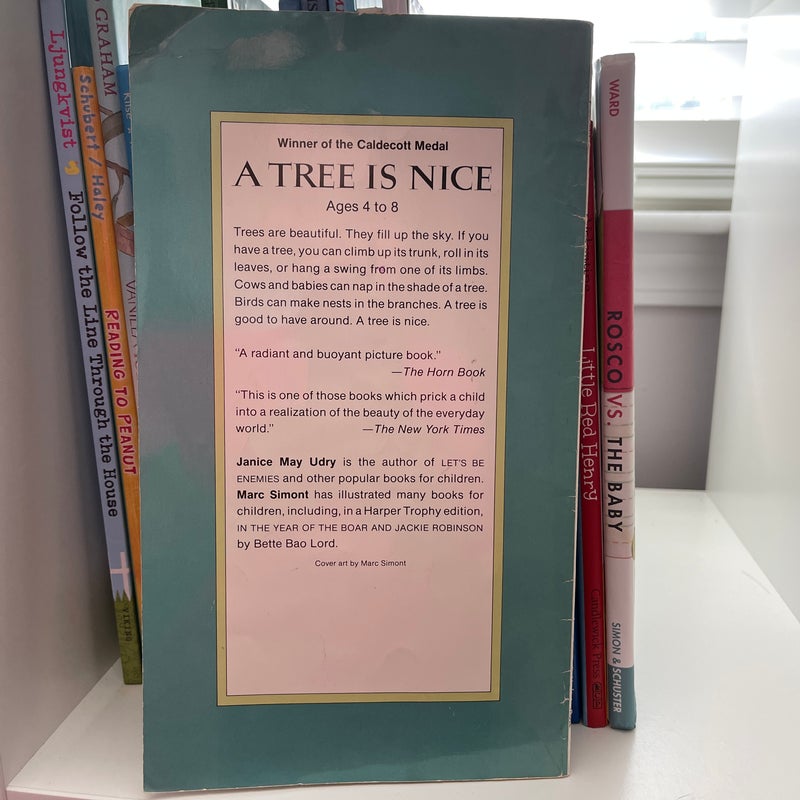 Winner of the Caldecott Medal
A TREE IS NICE
Ages 4 to 8
Trees are beautiful. They fill up the sky. If you
have a tree, you can climb up its trunk, roll in its
leaves, or hang a swing from one of its limbs.
Cows and babies can nap in the shade of a tree.
Birds can make nests in the branches. A tree is
good to have around. A tree is nice.
“A radiant and buoyant picture book.”
—The Horn Book
“This is one of those books which prick a child
into a realization of the beauty of the everyday
world.” —The New York Times
Janice May Udry is the author of LET'S BE
ENEMIES and other popular books for children.
Marc Simont has illustrated many books for
children, including, in a Harper Trophy edition,
IN THE YEAR OF THE BOAR AND JACKIE ROBINSON
by Bette Bao Lord.
Cover art by Marc Simont
Ljungkvist Follow the Line Through the House
VIKING
Schubert / Haley READING TO PEANUT
GRAHAM
Little Red Henry
Candlewick Press
WARD ROSCO VS. THE BABY SIMON & SCHUSTER